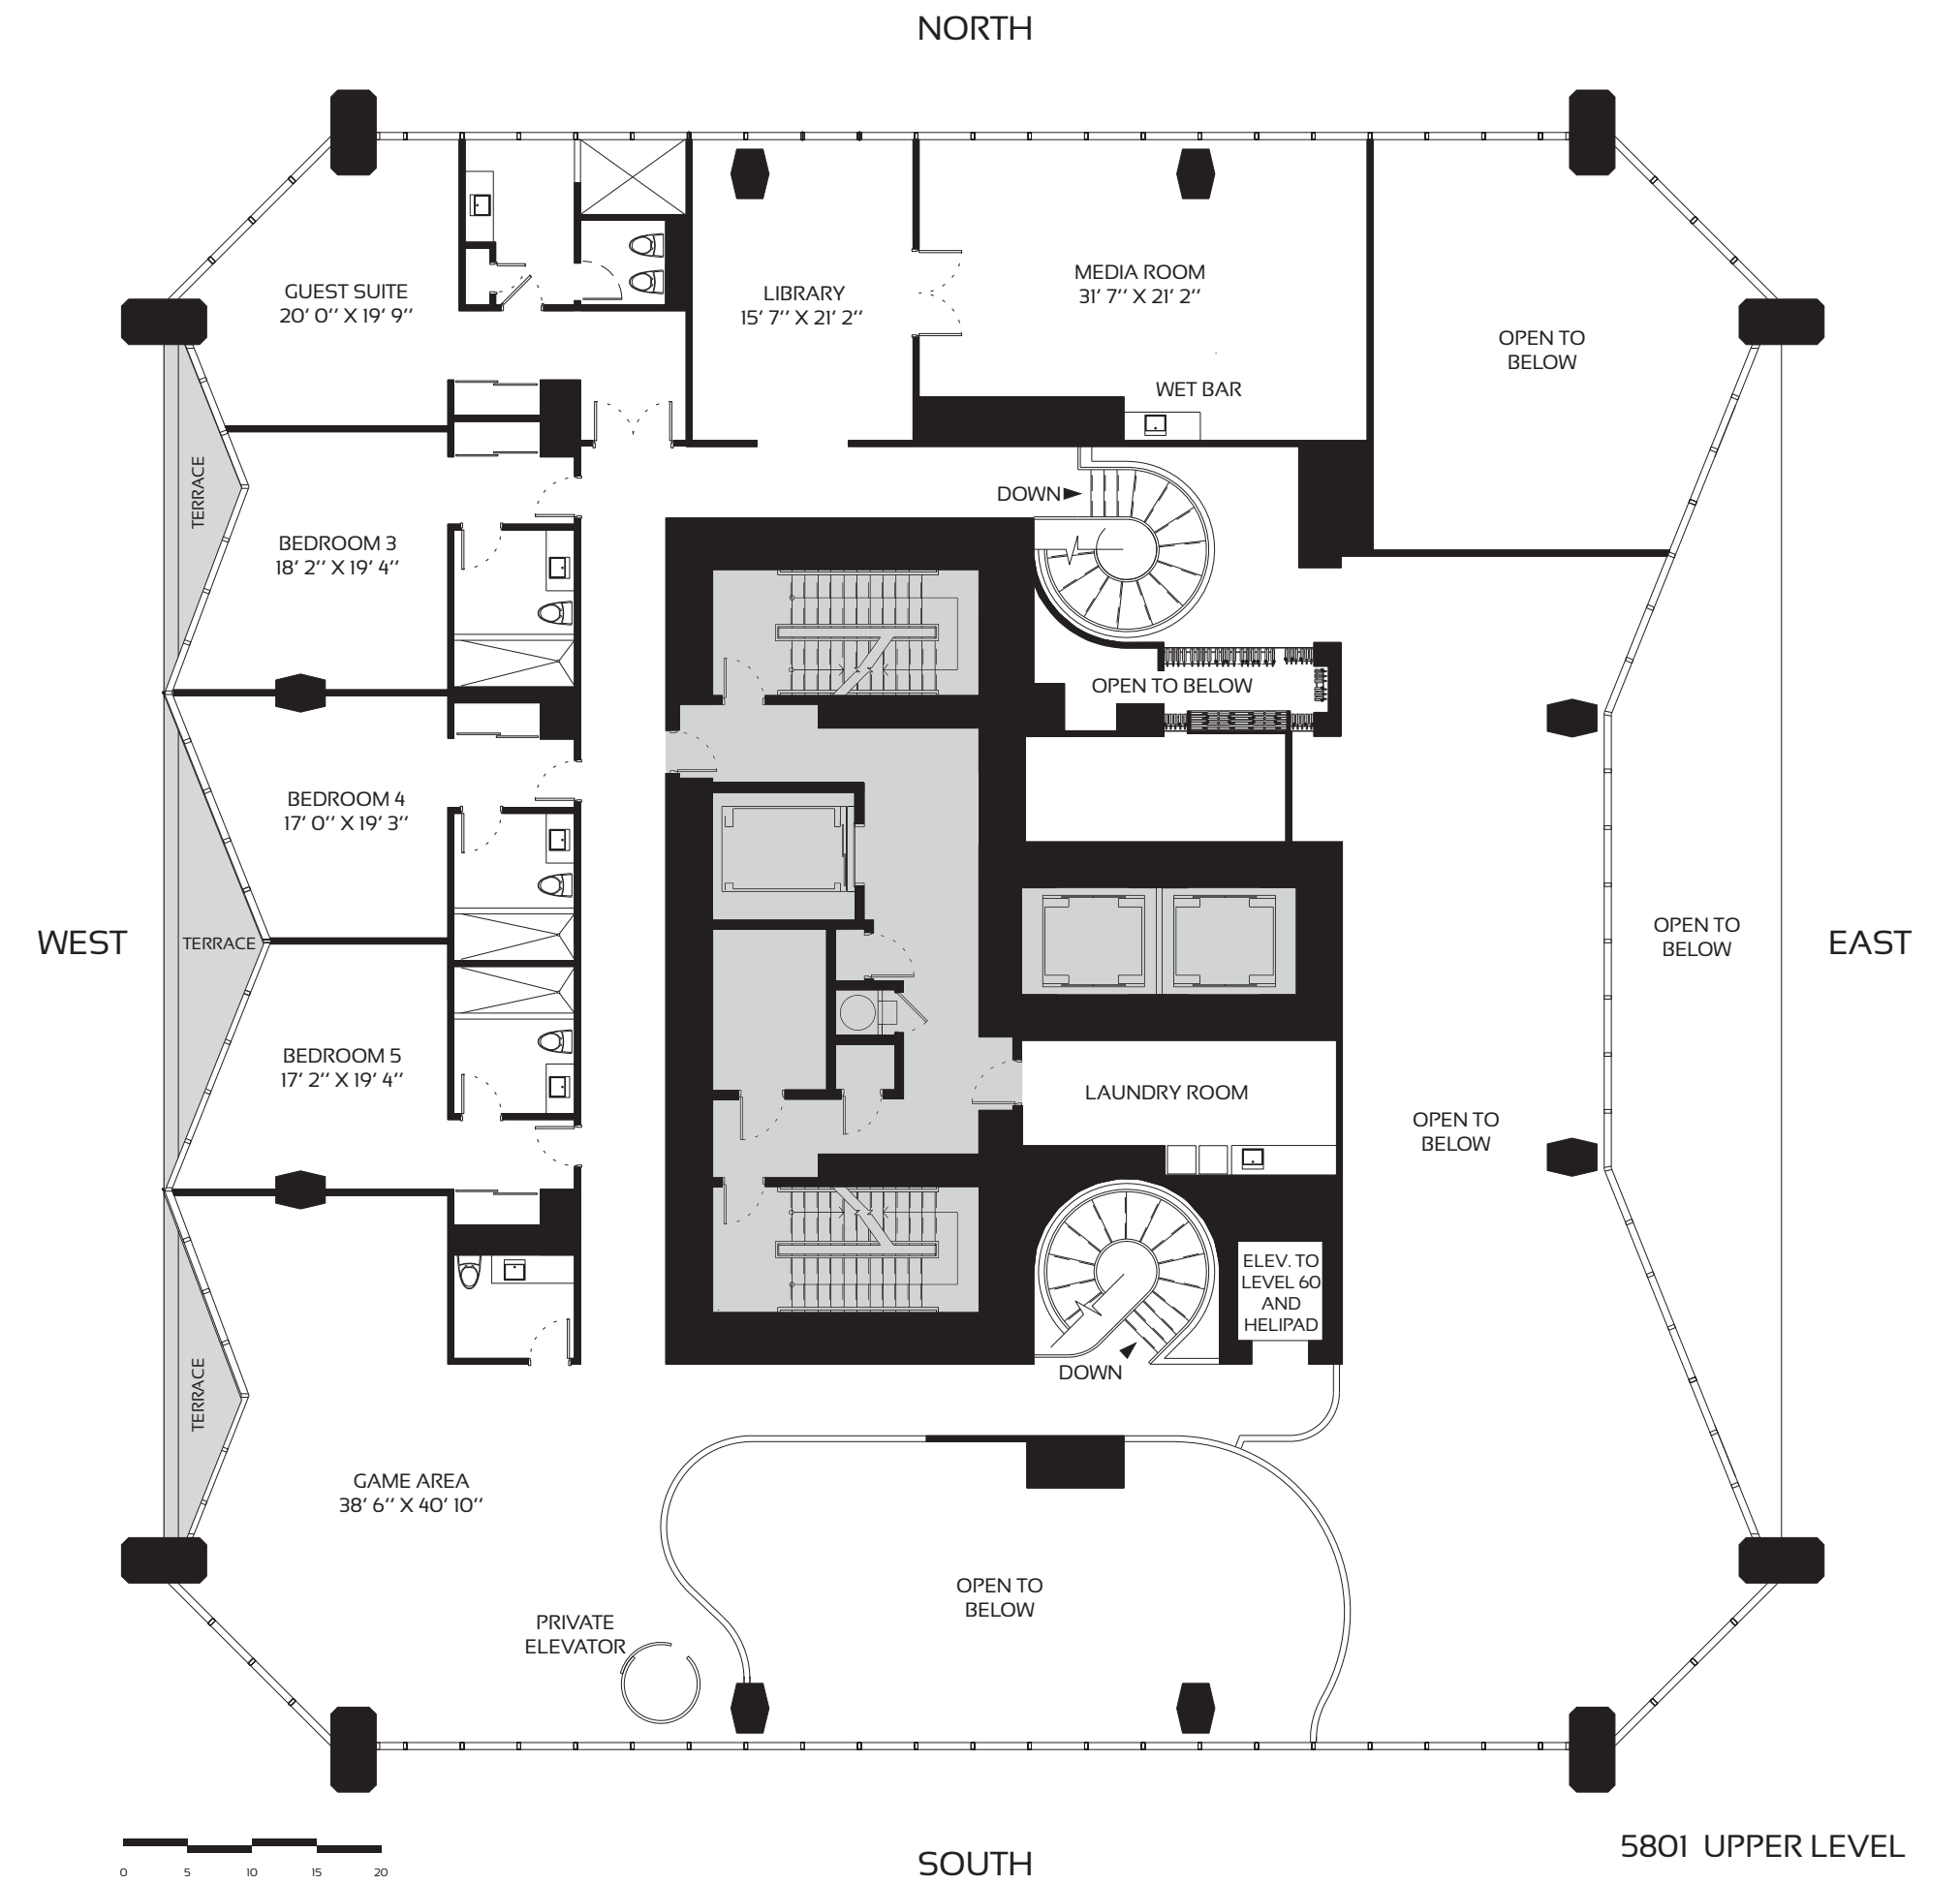 NORTH
GUEST SUITE
20' 0'' X 19' 9''
LIBRARY
15' 7'' X 21' 2''
MEDIA ROOM
31' 7'' X 21' 2''
WET BAR
OPEN TO
BELOW
TERRACE
BEDROOM 3
18' 2'' X 19' 4''
DOWN
OPEN TO BELOW
BEDROOM 4
17' 0'' X 19' 3''
WEST
TERRACE
OPEN TO
BELOW
EAST
BEDROOM 5
17' 2'' X 19' 4''
LAUNDRY ROOM
OPEN TO
BELOW
ELEV. TO
LEVEL 60
AND
HELIPAD
DOWN
TERRACE
GAME AREA
38' 6'' X 40' 10''
OPEN TO
BELOW
PRIVATE
ELEVATOR
0 5 10 15 20
SOUTH
5801 UPPER LEVEL